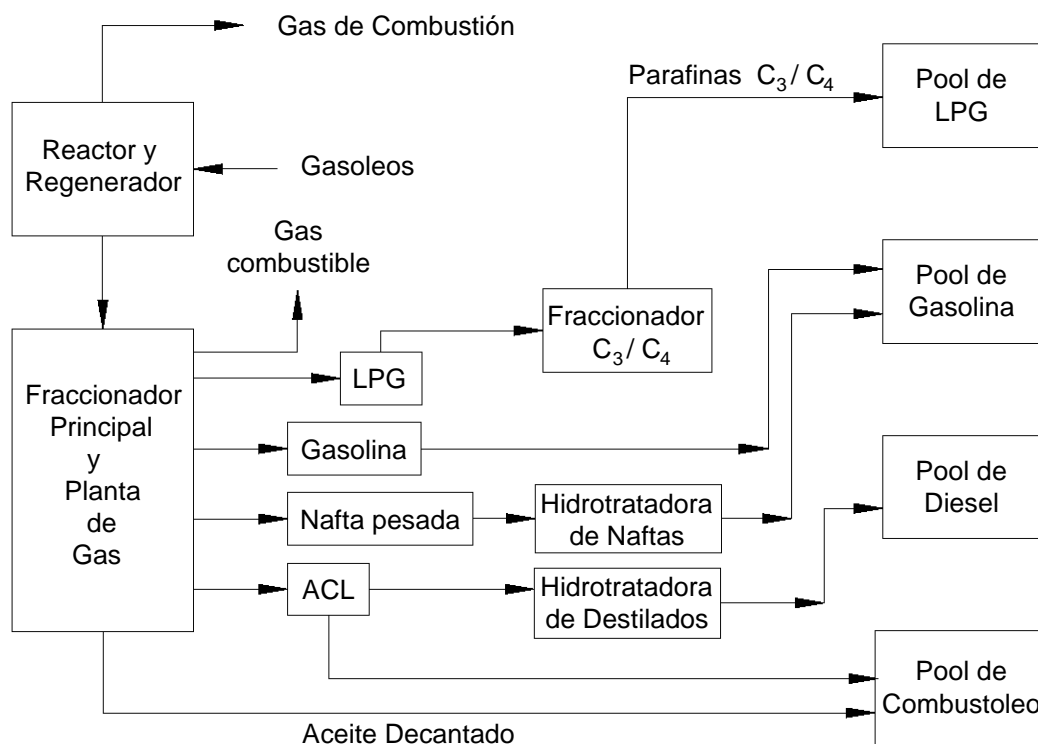 Gas de Combustión
Parafinas C₃ / C₄
Pool de
LPG
Reactor y
Regenerador
Gasoleos
Gas
combustible
Pool de
Gasolina
Fraccionador
C₃ / C₄
LPG
Fraccionador
Principal
y
Planta
de
Gas
Gasolina
Nafta pesada
Hidrotratadora
de Naftas
Pool de
Diesel
ACL
Hidrotratadora
de Destilados
Pool de
Combustoleo
Aceite Decantado